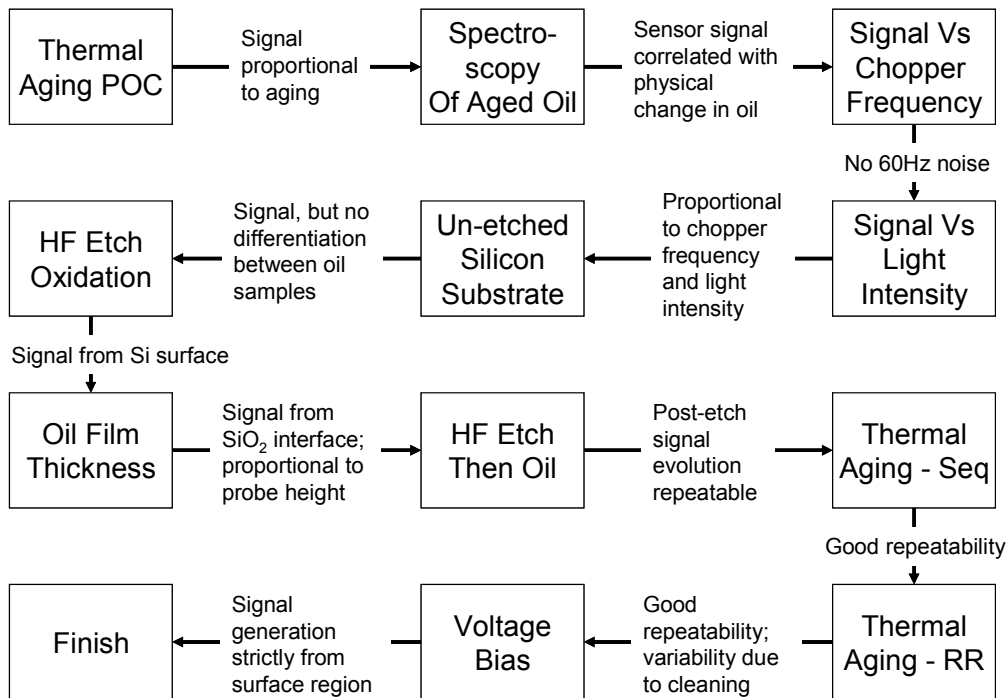 Thermal
Aging POC
Signal
proportional
to aging
Spectro-
scopy
Of Aged Oil
Sensor signal
correlated with
physical
change in oil
Signal Vs
Chopper
Frequency
No 60Hz noise
Signal Vs
Light
Intensity
Proportional
to chopper
frequency
and light
intensity
Un-etched
Silicon
Substrate
Signal, but no
differentiation
between oil
samples
HF Etch
Oxidation
Signal from Si surface
Oil Film
Thickness
Signal from
SiO₂ interface;
proportional to
probe height
HF Etch
Then Oil
Post-etch
signal
evolution
repeatable
Thermal
Aging - Seq
Good repeatability
Thermal
Aging - RR
Good
repeatability;
variability due
to cleaning
Voltage
Bias
Signal
generation
strictly from
surface region
Finish